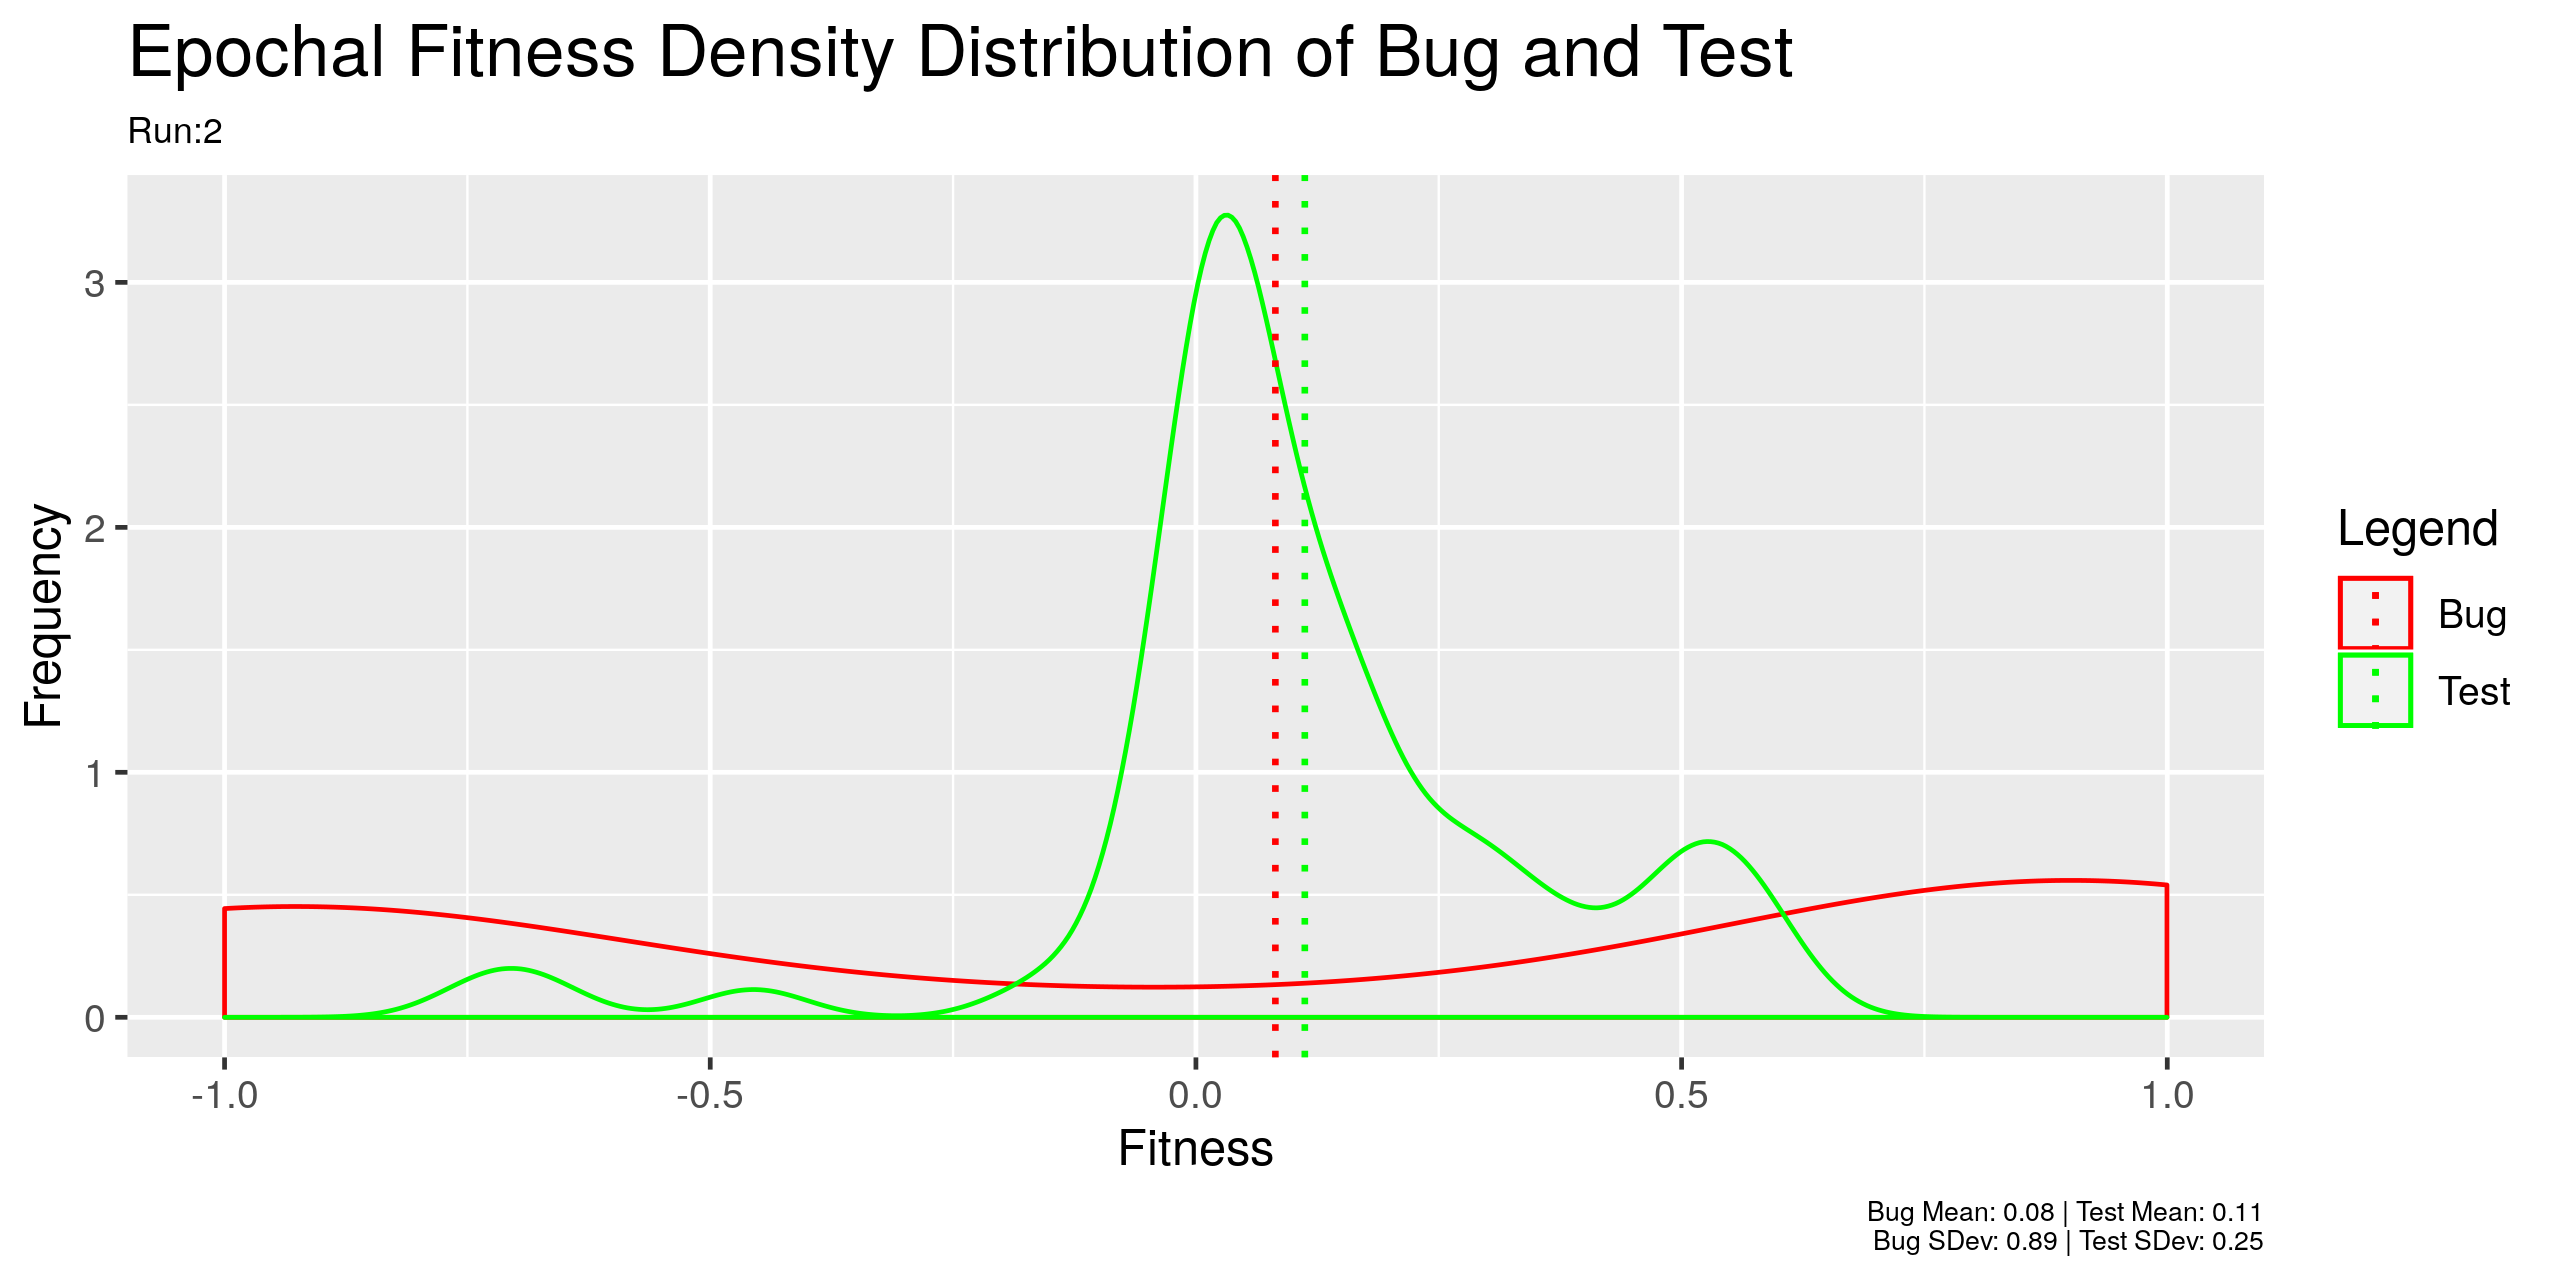 Epochal Fitness Density Distribution of Bug and Test
Run:2
Frequency
3
2
1
0
-1.0
-0.5
0.0
0.5
1.0
Fitness
Legend
Bug
Test
Bug Mean: 0.08 | Test Mean: 0.11
Bug SDev: 0.89 | Test SDev: 0.25